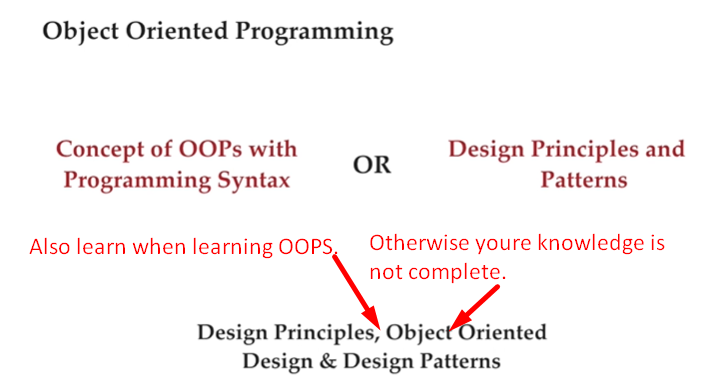 Object Oriented Programming
Concept of OOPs with
Programming Syntax
OR
Design Principles and
Patterns
Also learn when learning OOPS.
Otherwise youre knowledge is
not complete.
Design Principles, Object Oriented
Design & Design Patterns